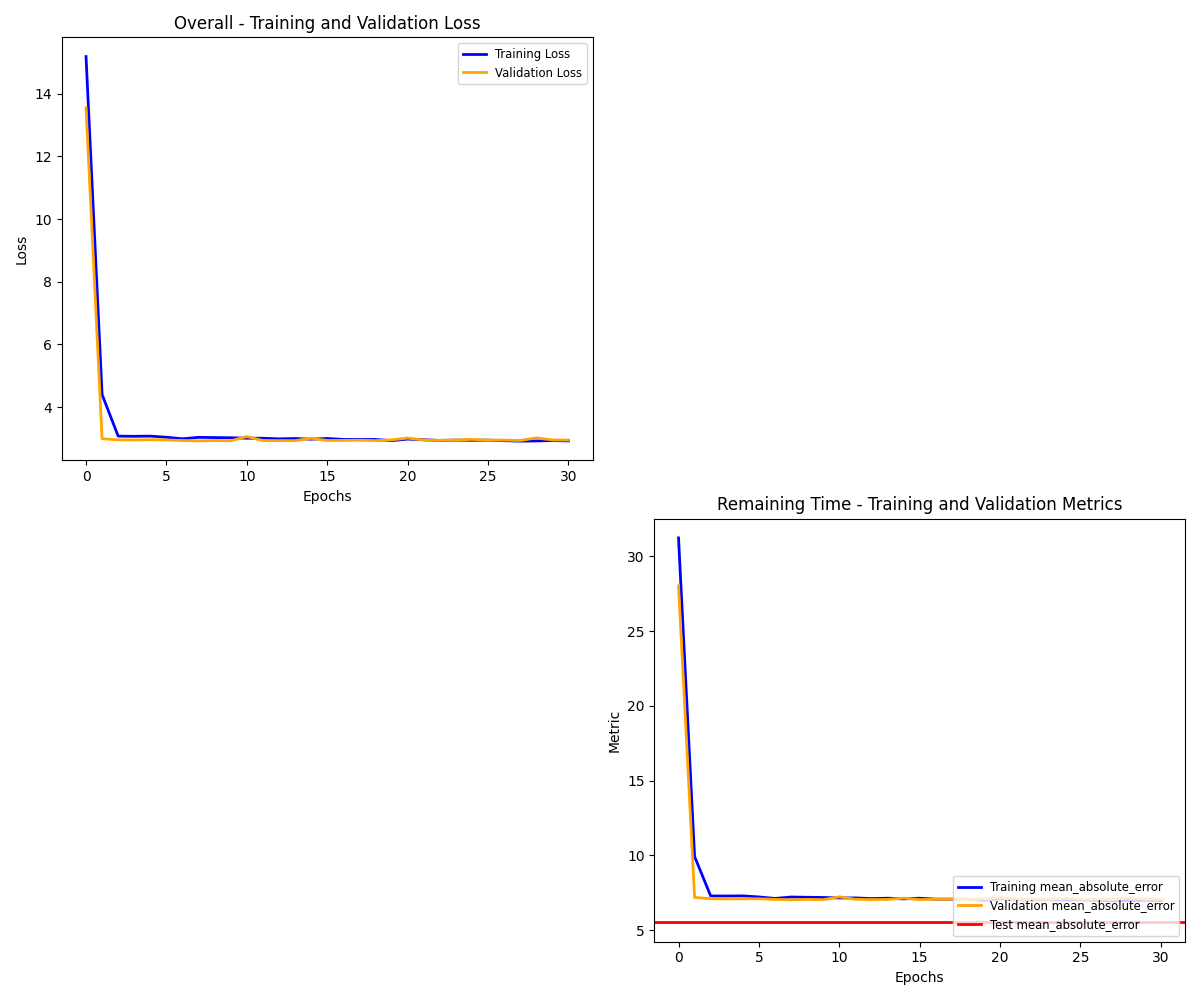 Overall - Training and Validation Loss
Training Loss
Validation Loss
Loss
14
12
10
8
6
4
0 5 10 15 20 25 30
Epochs
Remaining Time - Training and Validation Metrics
Metric
30
25
20
15
10
5
Training mean_absolute_error
Validation mean_absolute_error
Test mean_absolute_error
0 5 10 15 20 25 30
Epochs